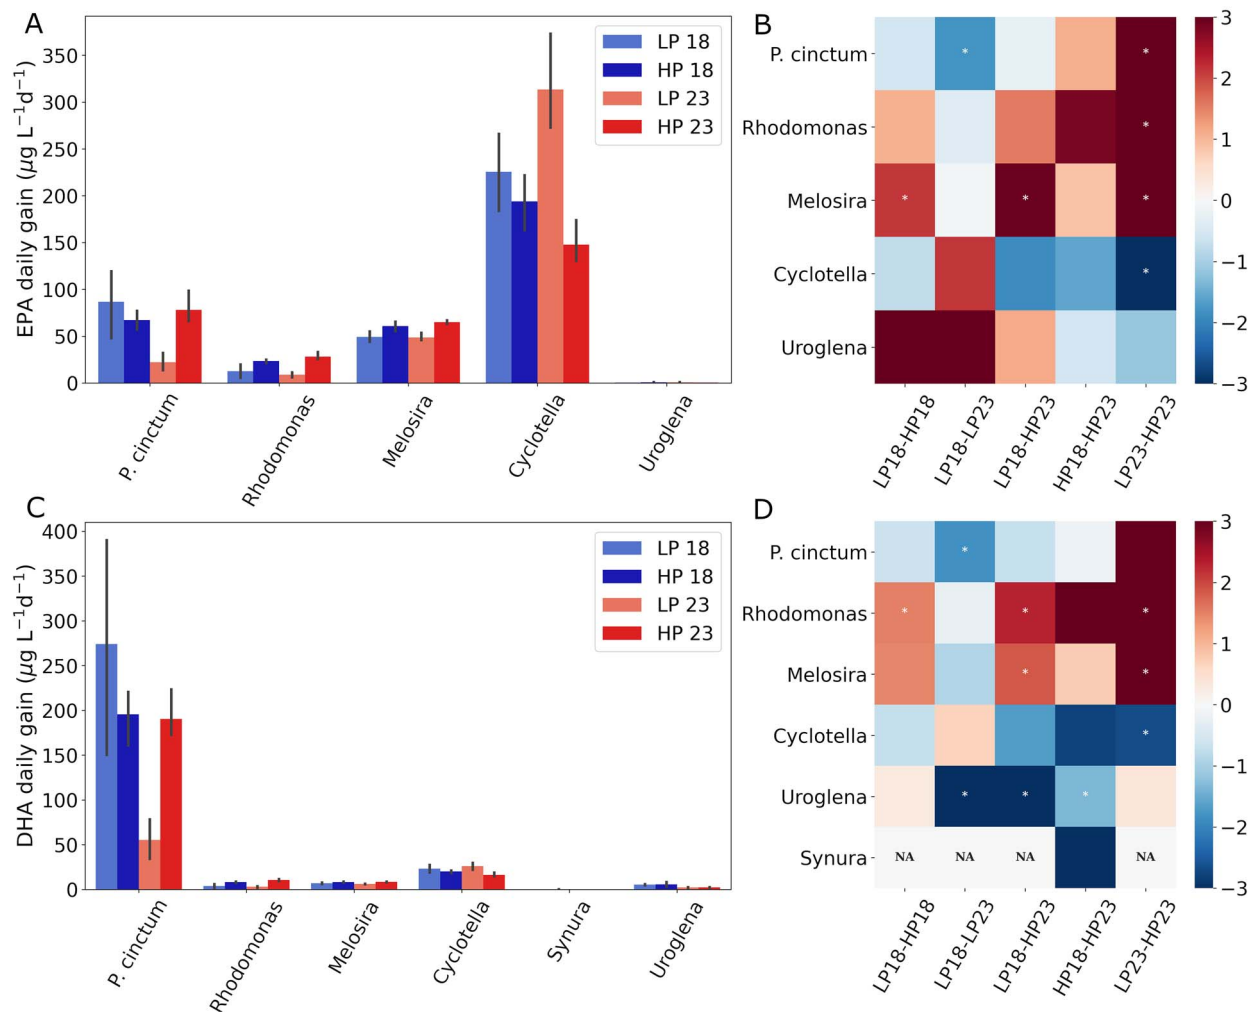 A
EPA daily gain (μg L⁻¹d⁻¹)
350
300
250
200
150
100
50
0
LP 18
HP 18
LP 23
HP 23
P. cinctum
Rhodomonas
Melosira
Cyclotella
Uroglena
B
P. cinctum
Rhodomonas
Melosira
Cyclotella
Uroglena
* *
*
* * *
*
LP18-HP18
LP18-LP23
LP18-HP23
HP18-HP23
LP23-HP23
3
2
1
0
−1
−2
−3
C
DHA daily gain (μg L⁻¹d⁻¹)
400
350
300
250
200
150
100
50
0
LP 18
HP 18
LP 23
HP 23
P. cinctum
Rhodomonas
Melosira
Cyclotella
Synura
Uroglena
D
P. cinctum
Rhodomonas
Melosira
Cyclotella
Uroglena
Synura
*
* * *
* *
*
* * *
NA NA NA NA
LP18-HP18
LP18-LP23
LP18-HP23
HP18-HP23
LP23-HP23
3
2
1
0
−1
−2
−3